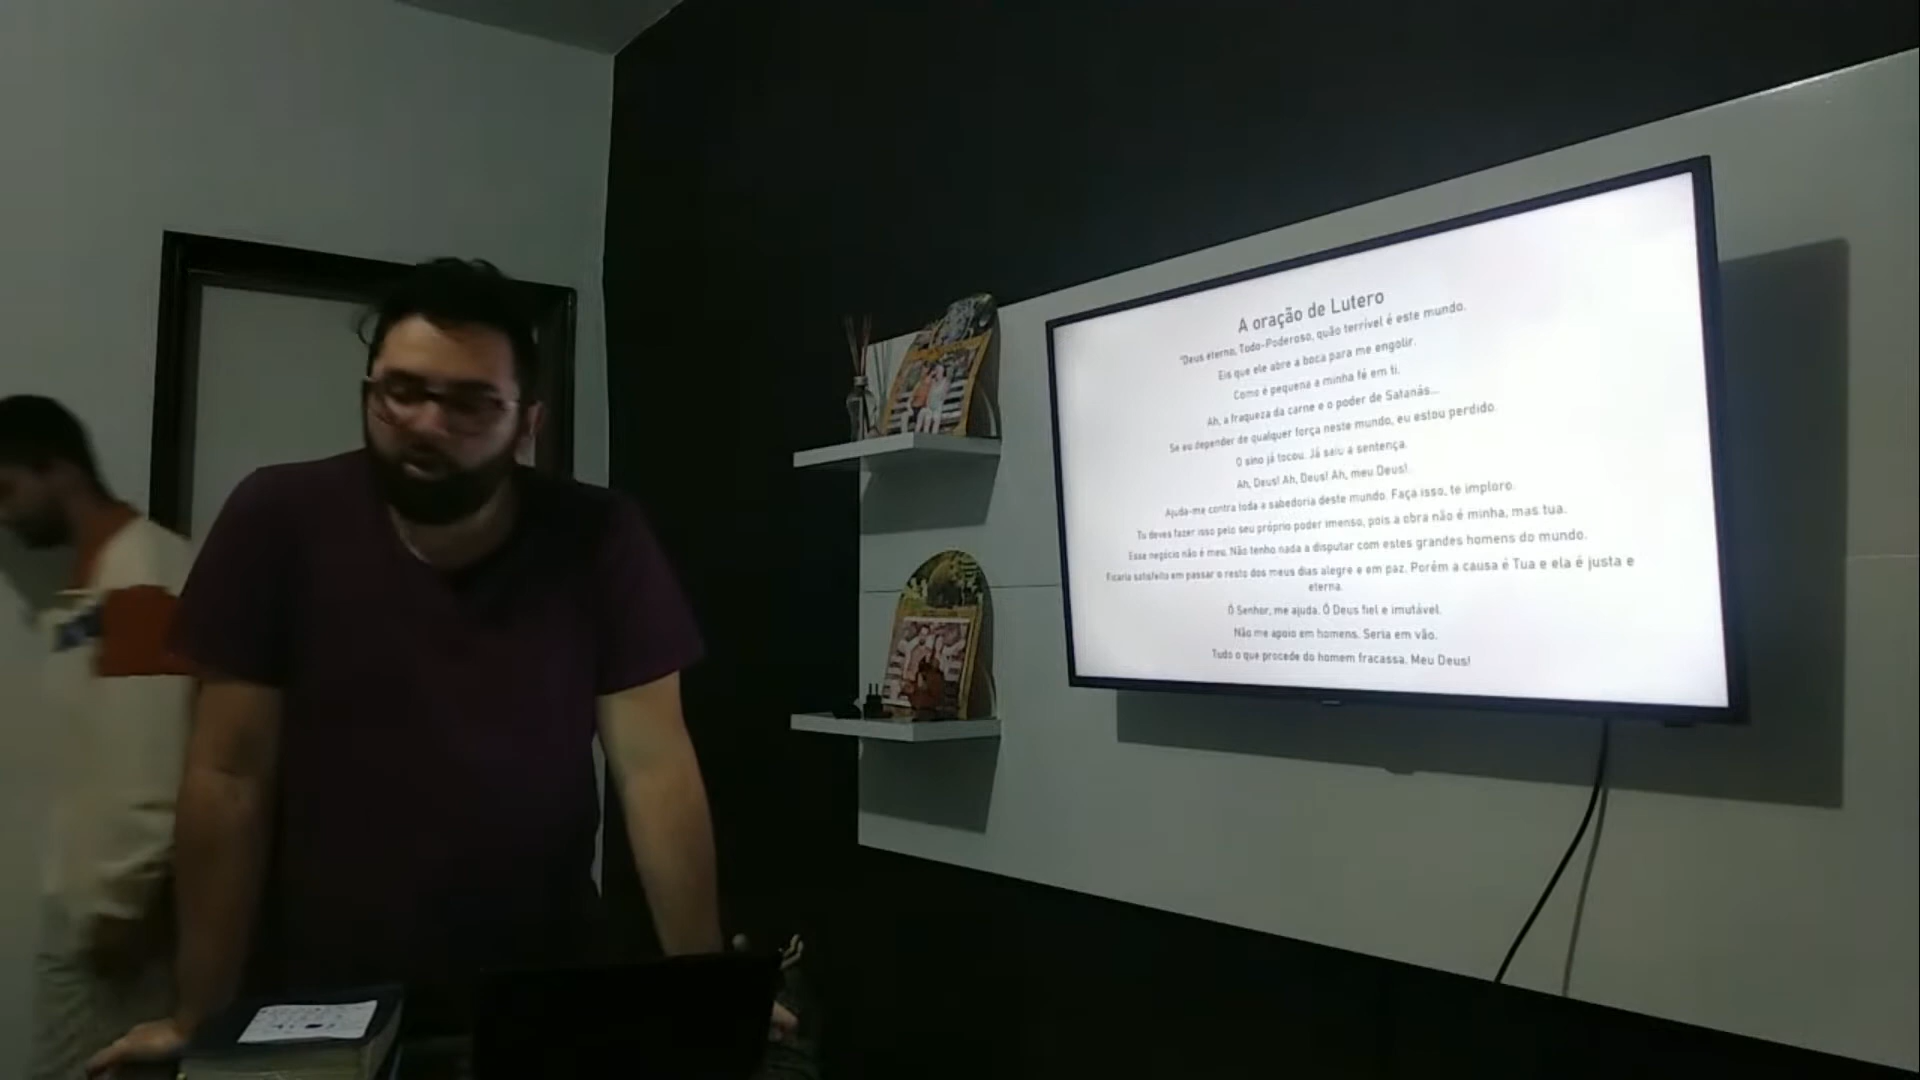 A oração de Lutero
"Deus eterno, Todo-Poderoso, quão terrível é este mundo.
Eis que ele abre a boca para me engolir.
Como é pequena a minha fé em ti.
Ah, a fraqueza da carne e o poder de Satanás...
Se eu depender de qualquer força neste mundo, eu estou perdido.
O sino já tocou. Já saiu a sentença.
Ah, Deus! Ah, Deus! Ah, meu Deus!
Ajuda-me contra toda a sabedoria deste mundo. Faça isso, te imploro.
Tu deves fazer isso pelo seu próprio poder imenso, pois a obra não é minha, mas tua.
Esse negócio não é meu. Não tenho nada a disputar com estes grandes homens do mundo.
Ficaria satisfeito em passar o resto dos meus dias alegre e em paz. Porém a causa é Tua e ela é justa e
eterna.
Ó Senhor, me ajuda. Ó Deus fiel e imutável.
Não me apoio em homens. Seria em vão.
Tudo o que procede do homem fracassa. Meu Deus!